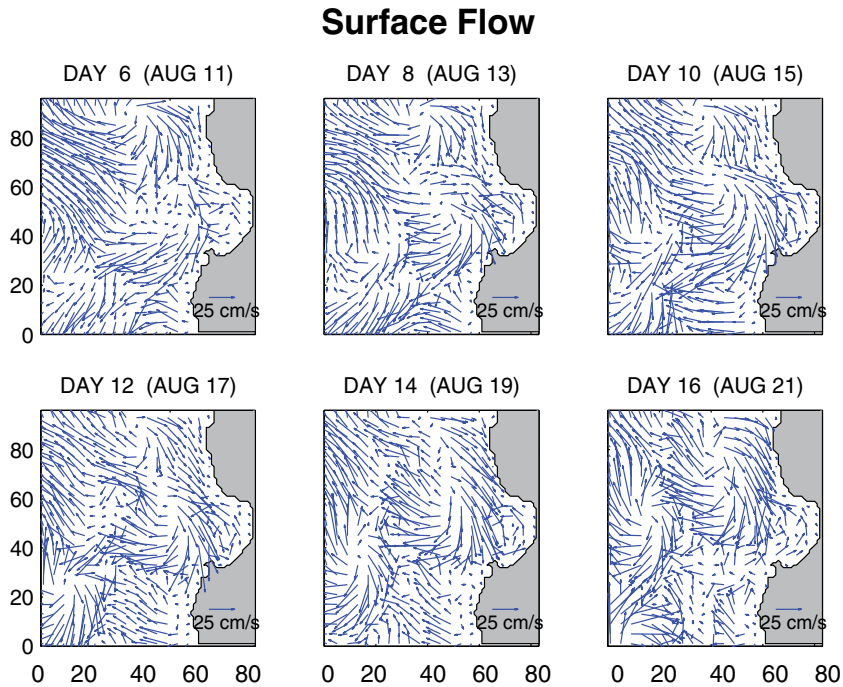 Surface Flow
DAY 6 (AUG 11)
DAY 8 (AUG 13)
DAY 10 (AUG 15)
80
60
40
20
0
25 cm/s
25 cm/s
25 cm/s
DAY 12 (AUG 17)
DAY 14 (AUG 19)
DAY 16 (AUG 21)
80
60
40
20
0
25 cm/s
25 cm/s
25 cm/s
0 20 40 60 80
0 20 40 60 80
0 20 40 60 80